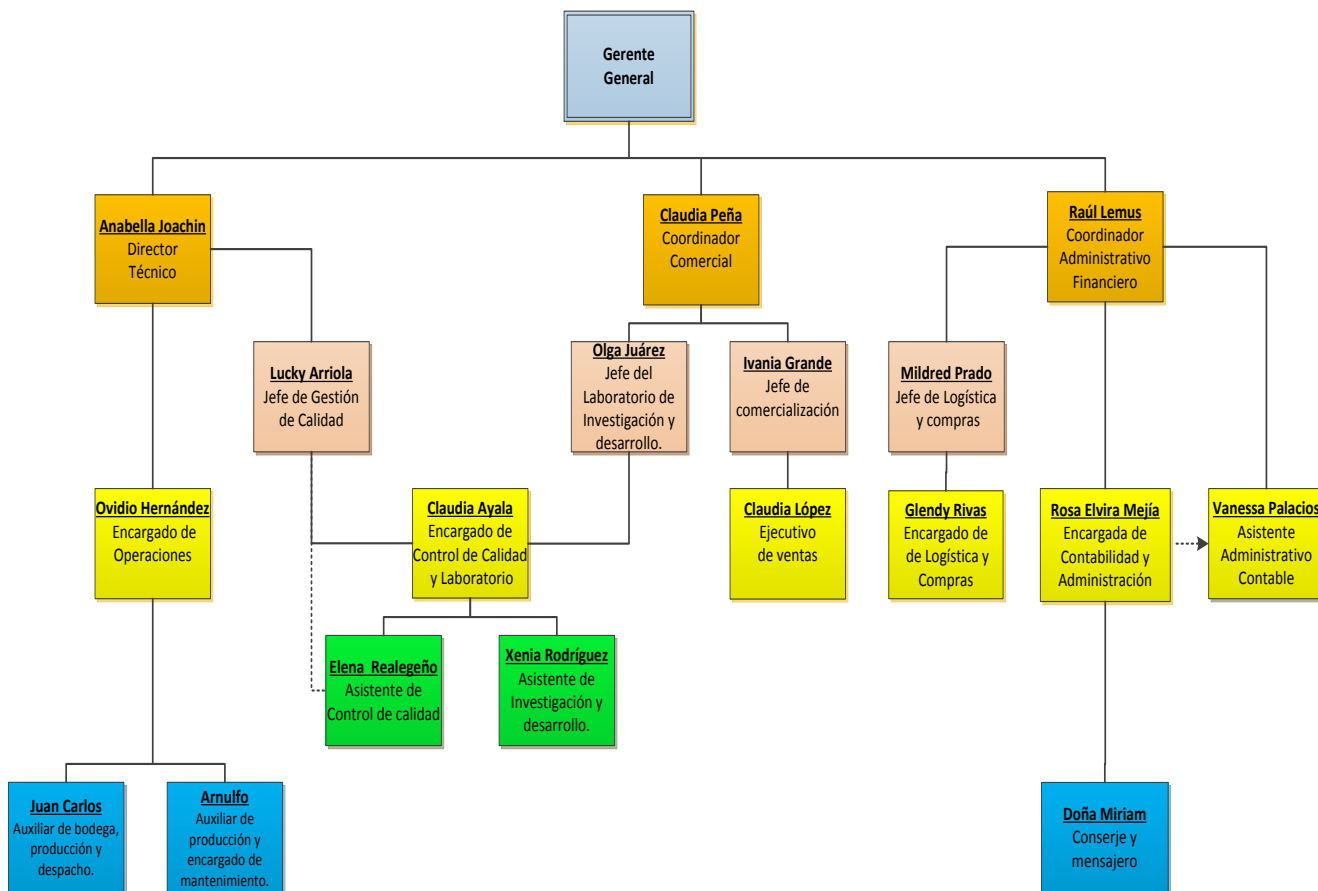 Gerente
General
Anabella Joachin
Director
Técnico
Claudia Peña
Coordinador
Comercial
Raúl Lemus
Coordinador
Administrativo
Financiero
Lucky Arriola
Jefe de Gestión
de Calidad
Olga Juárez
Jefe del
Laboratorio de
Investigación y
desarrollo.
Ivania Grande
Jefe de
comercialización
Mildred Prado
Jefe de Logística
y compras
Ovidio Hernández
Encargado de
Operaciones
Claudia Ayala
Encargado de
Control de Calidad
y Laboratorio
Claudia López
Ejecutivo
de ventas
Glendy Rivas
Encargado de
de Logística y
Compras
Rosa Elvira Mejía
Encargada de
Contabilidad y
Administración
Vanessa Palacios
Asistente
Administrativo
Contable
Elena Realegeño
Asistente de
Control de calidad
Xenia Rodríguez
Asistente de
Investigación y
desarrollo.
Juan Carlos
Auxiliar de bodega,
producción y
despacho.
Arnulfo
Auxiliar de
producción y
encargado de
mantenimiento.
Doña Miriam
Conserje y
mensajero